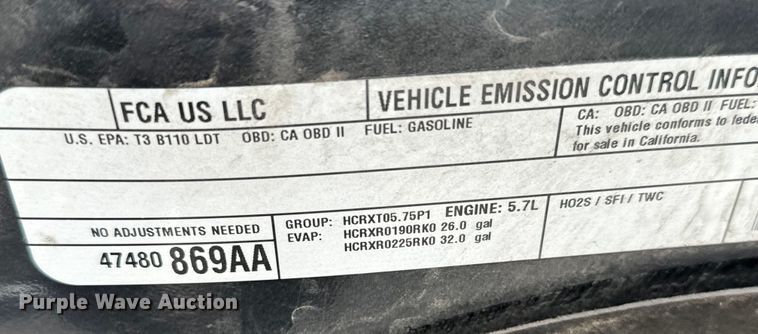 FCA US LLC
VEHICLE EMISSION CONTROL INFO
U.S. EPA: T3 B110 LDT OBD: CA OBD II FUEL: GASOLINE
CA: OBD: CA OBD II FUEL:
This vehicle conforms to
for sale in California.
NO ADJUSTMENTS NEEDED
47480 869AA
GROUP: HCRXT05.75P1 ENGINE: 5.7L
EVAP: HCRXR0190RK0 26.0 gal
HCRXR0225RK0 32.0 gal
HO2S / SFI / TWC
Purple Wave Auction